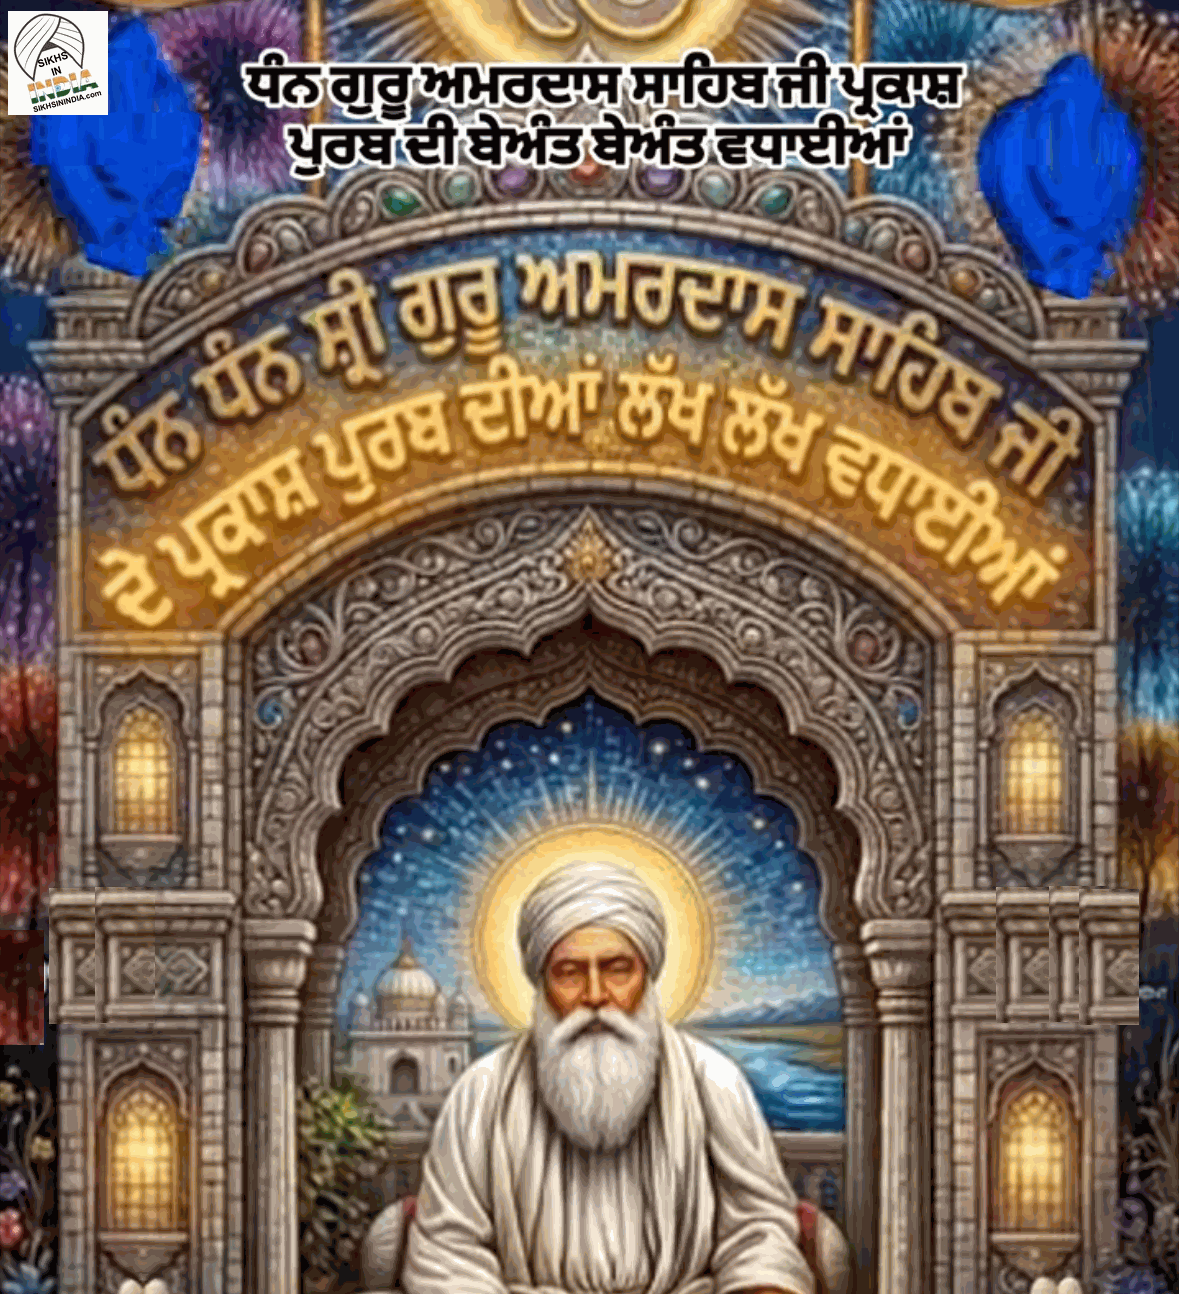 SIKHS
IN
INDIA
SIKHSININDIA.com
ਧੰਨ ਗੁਰੂ ਅਮਰਦਾਸ ਸਾਹਿਬ ਜੀ ਪ੍ਰਕਾਸ਼
ਪੁਰਬ ਦੀ ਬੇਅੰਤ ਬੇਅੰਤ ਵਧਾਈਆਂ
ਧੰਨ ਧੰਨ ਸ਼੍ਰੀ ਗੁਰੂ ਅਮਰਦਾਸ ਸਾਹਿਬ ਜੀ
ਦੇ ਪ੍ਰਕਾਸ਼ ਪੁਰਬ ਦੀਆਂ ਲੱਖ ਲੱਖ ਵਧਾਈਆਂ